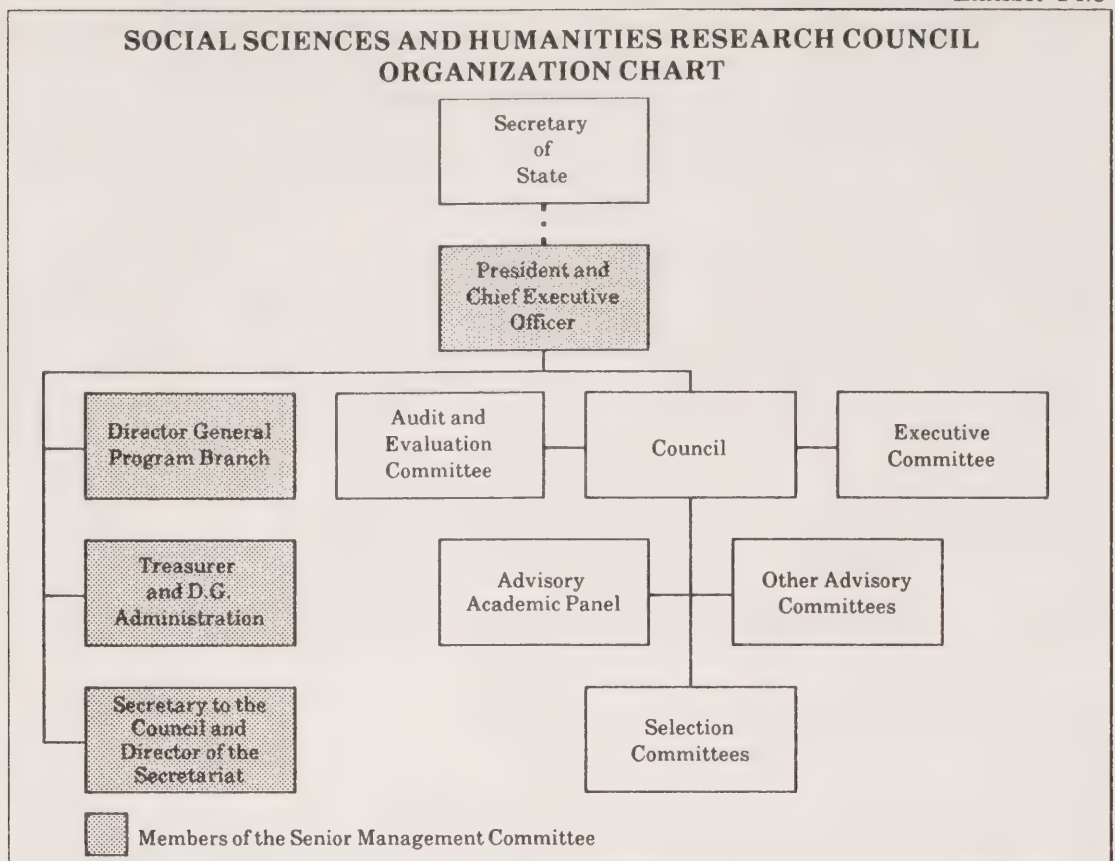 SOCIAL SCIENCES AND HUMANITIES RESEARCH COUNCIL
ORGANIZATION CHART
Secretary
of
State
President and
Chief Executive
Officer
Director General
Program Branch
Audit and
Evaluation
Committee
Council
Executive
Committee
Treasurer
and D.G.
Administration
Advisory
Academic Panel
Other Advisory
Committees
Secretary to the
Council and
Director of the
Secretariat
Selection
Committees
Members of the Senior Management Committee